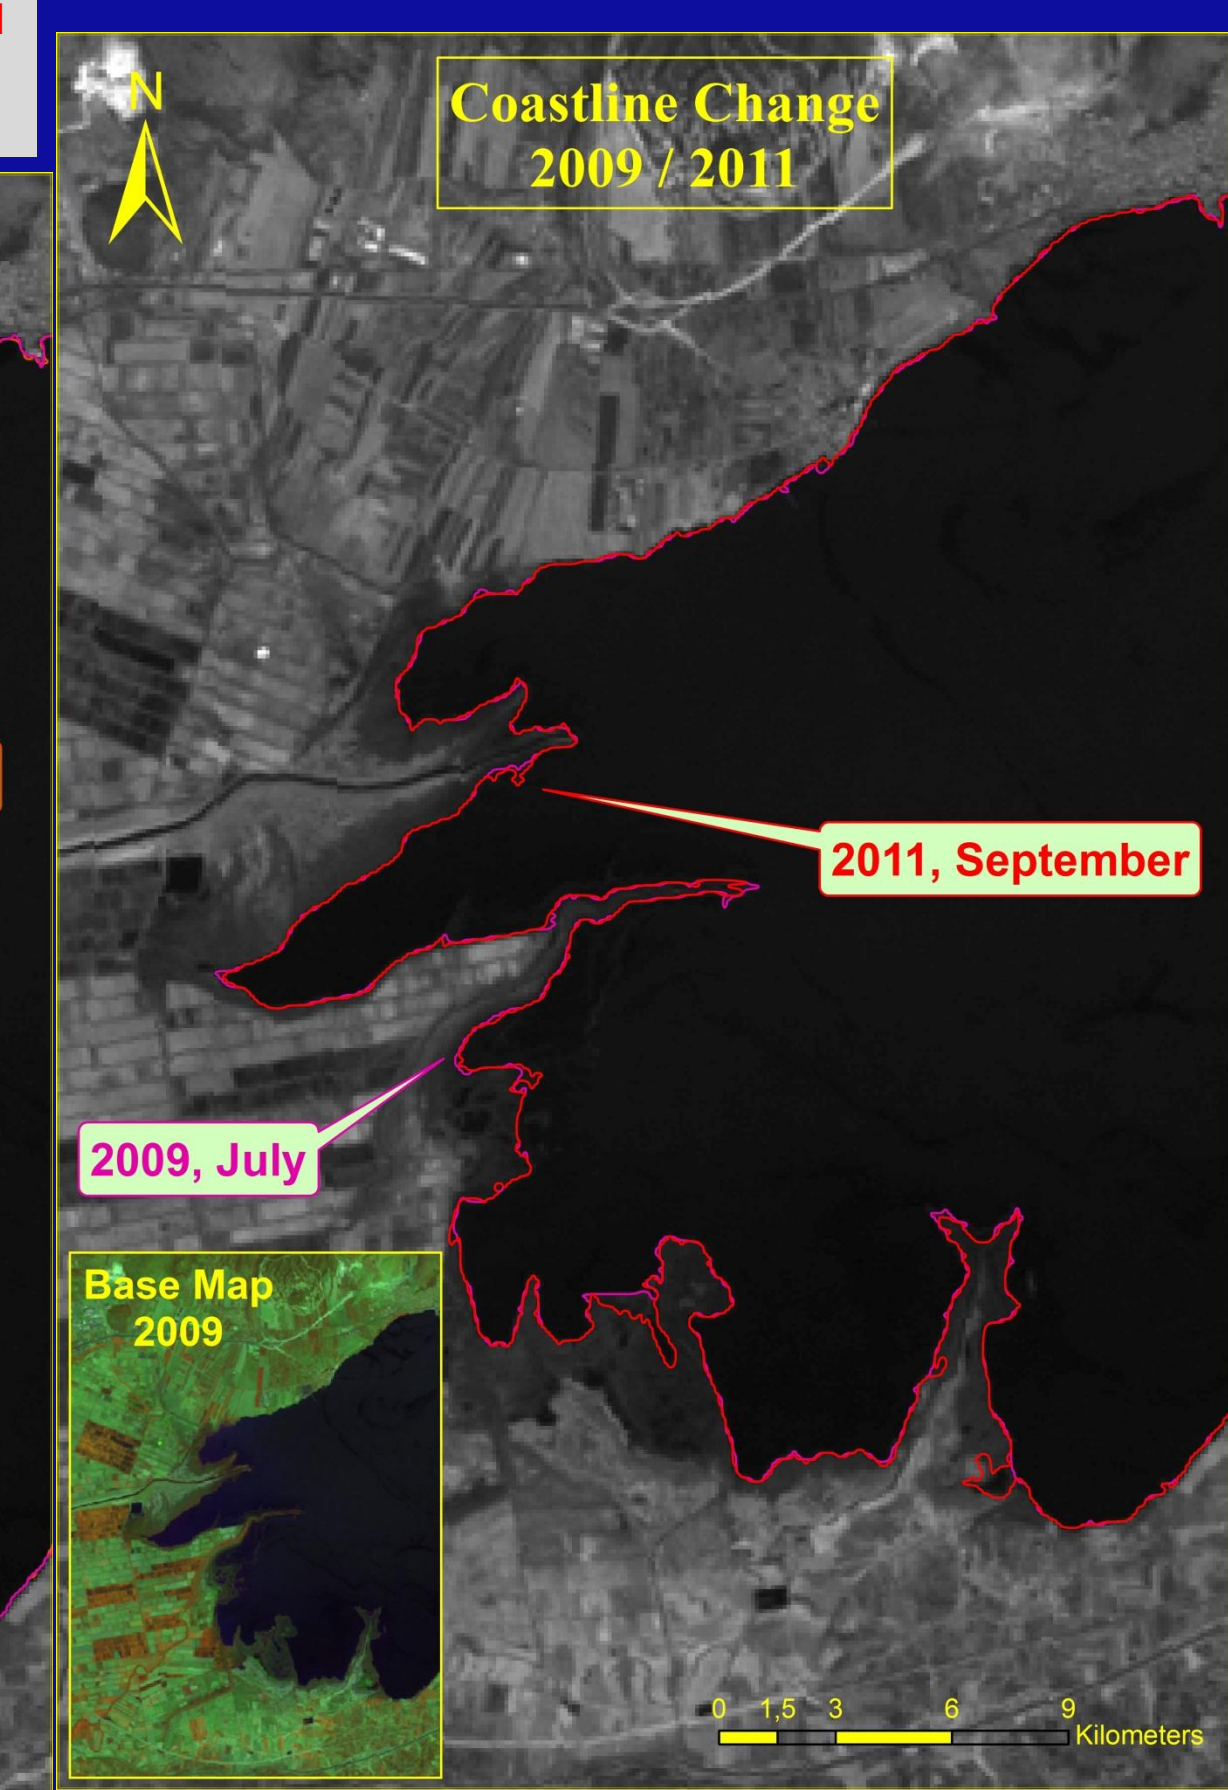 N
Coastline Change
2009 / 2011
2011, September
2009, July
Base Map
2009
0 1,5 3 6 9
Kilometers